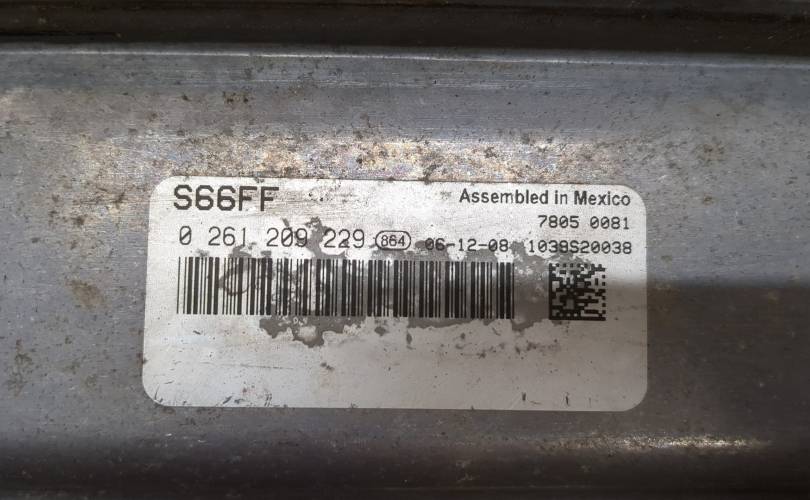 S66FF
Assembled in Mexico
7805 0081
0 261 209 229 864 06-12-08 1038S20038